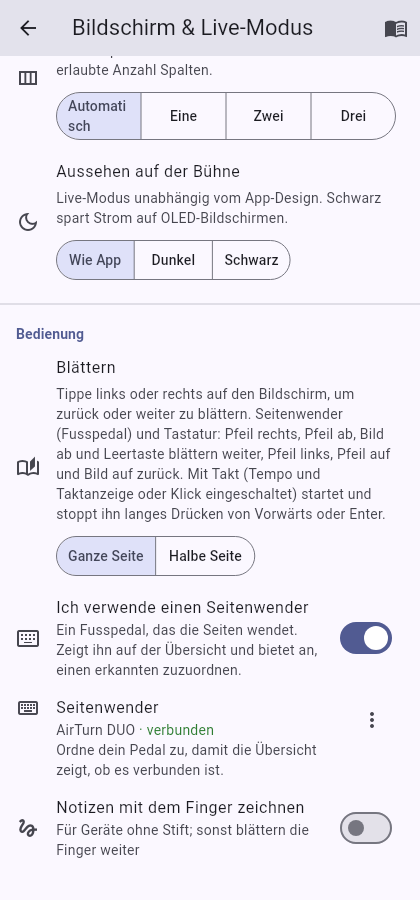 Bildschirm & Live-Modus
erlaubte Anzahl Spalten.
Automati
sch
Eine
Zwei
Drei
Aussehen auf der Bühne
Live-Modus unabhängig vom App-Design. Schwarz
spart Strom auf OLED-Bildschirmen.
Wie App
Dunkel
Schwarz
Bedienung
Blättern
Tippe links oder rechts auf den Bildschirm, um
zurück oder weiter zu blättern. Seitenwender
(Fusspedal) und Tastatur: Pfeil rechts, Pfeil ab, Bild
ab und Leertaste blättern weiter, Pfeil links, Pfeil auf
und Bild auf zurück. Mit Takt (Tempo und
Taktanzeige oder Klick eingeschaltet) startet und
stoppt ihn langes Drücken von Vorwärts oder Enter.
Ganze Seite
Halbe Seite
Ich verwende einen Seitenwender
Ein Fusspedal, das die Seiten wendet.
Zeigt ihn auf der Übersicht und bietet an,
einen erkannten zuzuordnen.
Seitenwender
AirTurn DUO · verbunden
Ordne dein Pedal zu, damit die Übersicht
zeigt, ob es verbunden ist.
Notizen mit dem Finger zeichnen
Für Geräte ohne Stift; sonst blättern die
Finger weiter